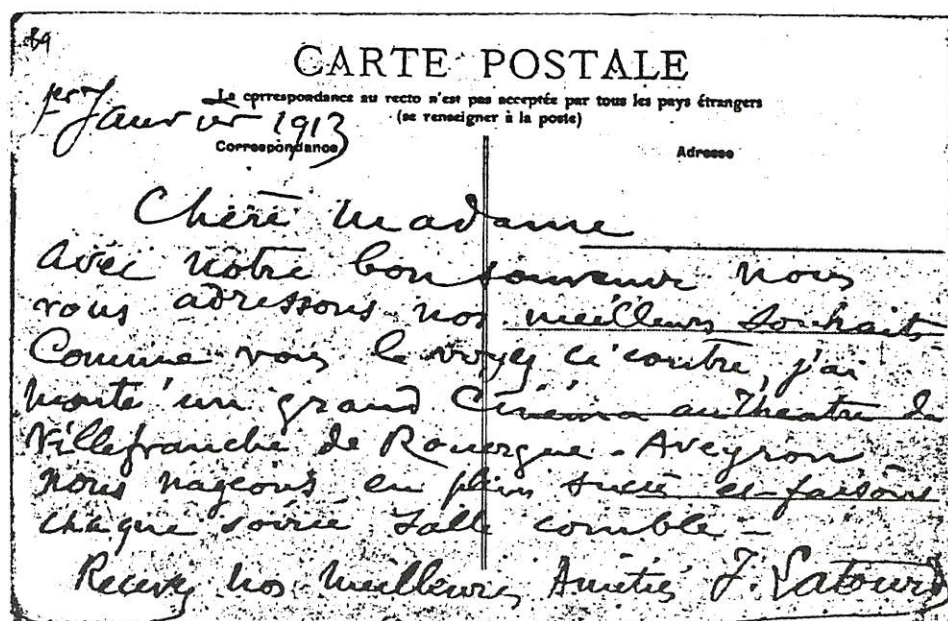 89
CARTE POSTALE
La correspondance au recto n'est pas acceptée par tous les pays étrangers
(se renseigner à la poste)
1er Janvier 1913
Correspondance
Adresse
Chère Madame
avec notre bon souvenir nous
vous adressons nos meilleurs souhaits
Comme vous le voyez ci contre, j'ai
monté un grand Cinéma au Theatre de
Villefranche de Rouergue - Aveyron
nous nageons en plein succès et faisons
chaque soirée salle comble -
Recevez nos meilleures Amitiés J. Latour